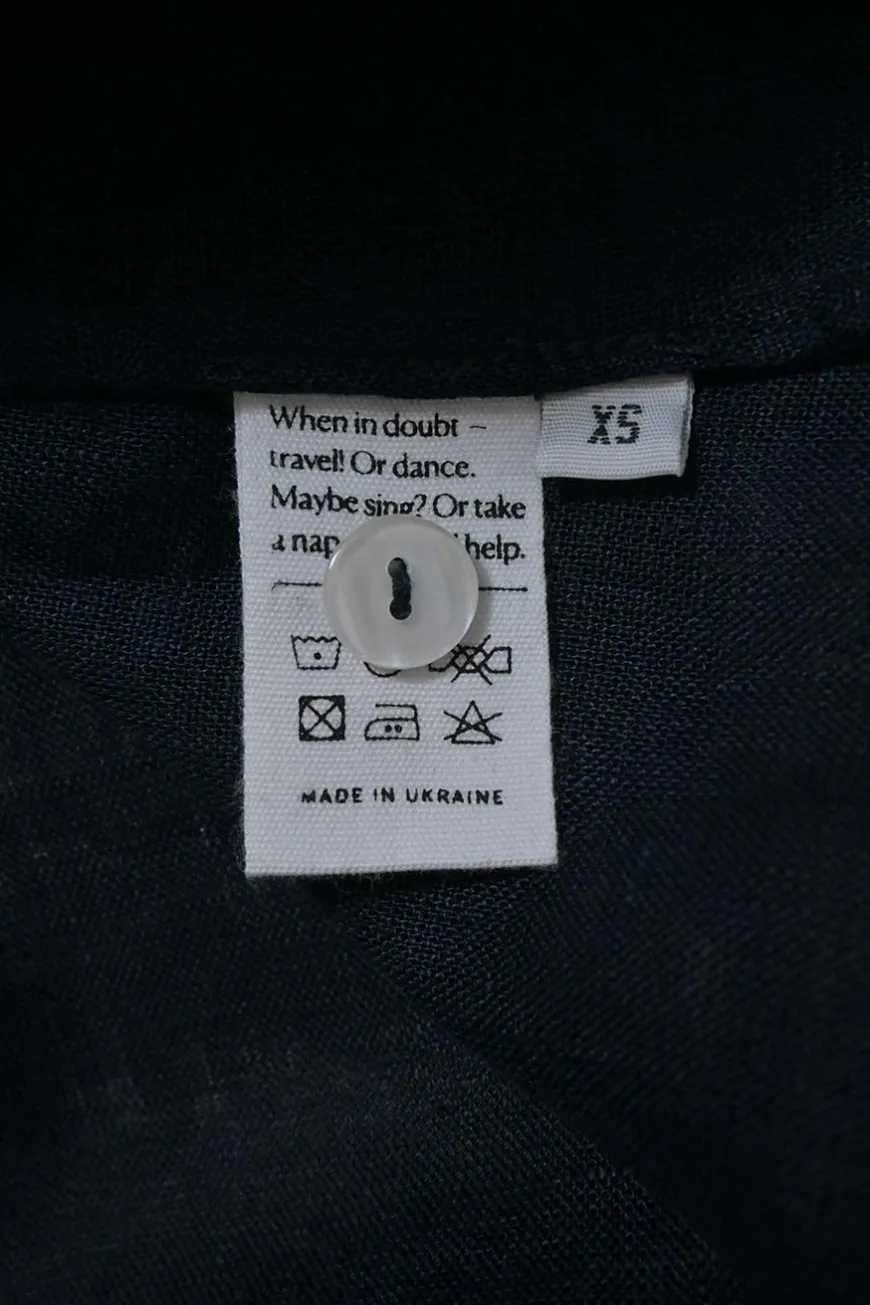 When in doubt –
travel! Or dance.
Maybe sing? Or take
a nap help.
XS
MADE IN UKRAINE